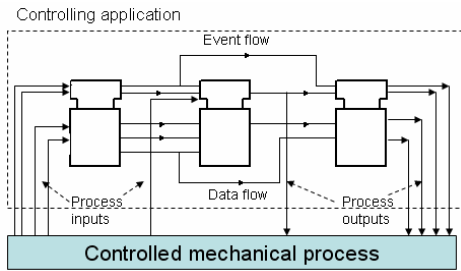 Controlling application
Event flow
Data flow
Process
inputs
Process
outputs
Controlled mechanical process